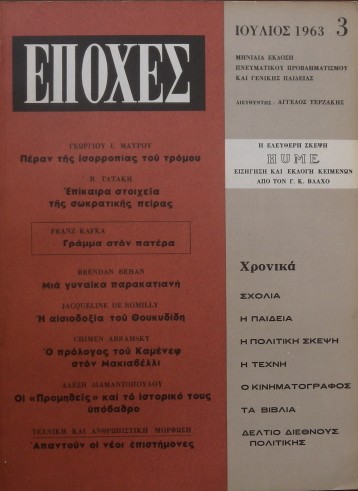 ΕΠΟΧΕΣ
ΙΟΥΛΙΟΣ 1963 3
ΜΗΝΙΑΙΑ ΕΚΔΟΣΗ
ΠΝΕΥΜΑΤΙΚΟΥ ΠΡΟΒΛΗΜΑΤΙΣΜΟΥ
ΚΑΙ ΓΕΝΙΚΗΣ ΠΑΙΔΕΙΑΣ
ΔΙΕΥΘΥΝΤΗΣ: ΑΓΓΕΛΟΣ ΤΕΡΖΑΚΗΣ
ΓΕΩΡΓΙΟΥ Ι. ΜΑΥΡΟΥ
Πέραν τῆς ἰσορροπίας τοῦ τρόμου
Β. ΤΑΤΑΚΗ
Ἐπίκαιρα στοιχεῖα
τῆς σωκρατικῆς πείρας
FRANZ KAFKA
Γράμμα στὸν πατέρα
BRENDAN BEHAN
Μιὰ γυναίκα παρακατιανὴ
JACQUELINE DE ROMILLY
Ἡ αἰσιοδοξία τοῦ Θουκυδίδη
CHIMEN ABRAMSKY
Ὁ πρόλογος τοῦ Κάμενεφ
στὸν Μακιαβέλλι
ΑΛΕΞΗ ΔΙΑΜΑΝΤΟΠΟΥΛΟΥ
Οἱ «Προμηθεῖς» καὶ τὸ ἱστορικό τους
ὑπόβαθρο
ΤΕΧΝΙΚΗ ΚΑΙ ΑΝΘΡΩΠΙΣΤΙΚΗ ΜΟΡΦΩΣΗ
Ἀπαντοῦν οἱ νέοι ἐπιστήμονες
Η ΕΛΕΥΘΕΡΗ ΣΚΕΨΗ
HUME
ΕΙΣΗΓΗΣΗ ΚΑΙ ΕΚΛΟΓΗ ΚΕΙΜΕΝΩΝ
ΑΠΟ ΤΟΝ Γ. Κ. ΒΛΑΧΟ
Χρονικά
ΣΧΟΛΙΑ
Η ΠΑΙΔΕΙΑ
Η ΠΟΛΙΤΙΚΗ ΣΚΕΨΗ
Η ΤΕΧΝΗ
Ο ΚΙΝΗΜΑΤΟΓΡΑΦΟΣ
ΤΑ ΒΙΒΛΙΑ
ΔΕΛΤΙΟ ΔΙΕΘΝΟΥΣ
ΠΟΛΙΤΙΚΗΣ